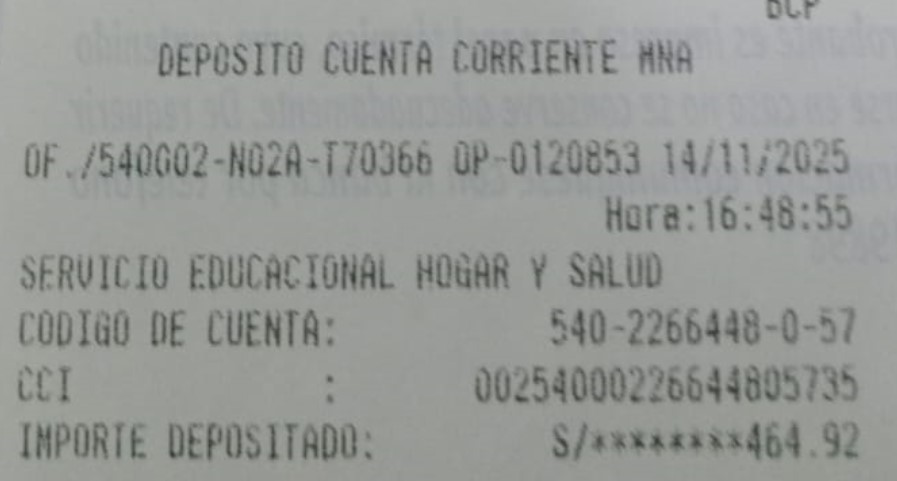 BCP
DEPOSITO CUENTA CORRIENTE MNA
OF./540002-N02A-T70366 OP-0120853 14/11/2025
Hora:16:48:55
SERVICIO EDUCACIONAL HOGAR Y SALUD
CODIGO DE CUENTA: 540-2266448-0-57
CCI : 00254000226644805735
IMPORTE DEPOSITADO: S/********464.92